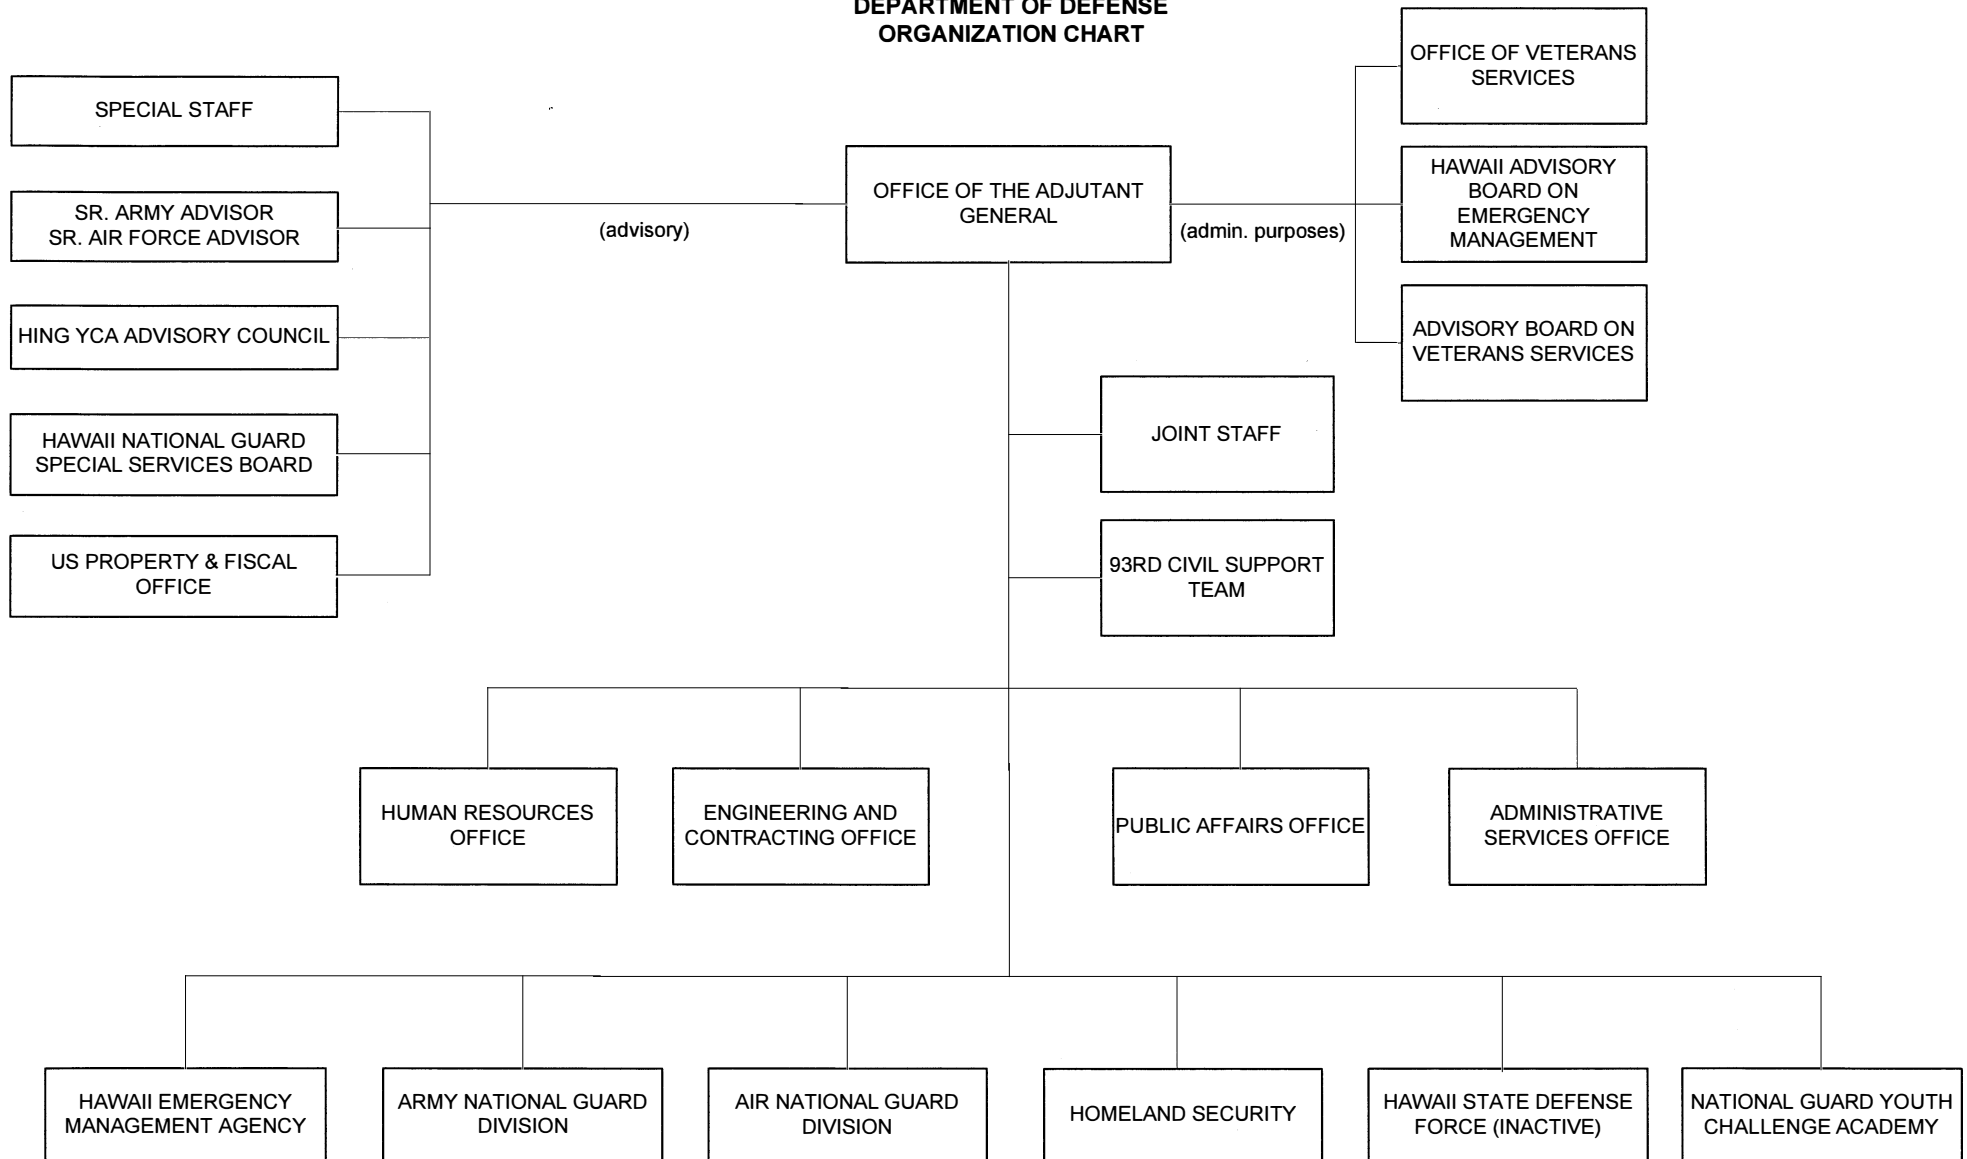 DEPARTMENT OF DEFENSE
ORGANIZATION CHART
OFFICE OF VETERANS
SERVICES
SPECIAL STAFF
HAWAII ADVISORY
BOARD ON
EMERGENCY
MANAGEMENT
OFFICE OF THE ADJUTANT
GENERAL
SR. ARMY ADVISOR
SR. AIR FORCE ADVISOR
(advisory)
(admin. purposes)
HING YCA ADVISORY COUNCIL
ADVISORY BOARD ON
VETERANS SERVICES
HAWAII NATIONAL GUARD
SPECIAL SERVICES BOARD
JOINT STAFF
US PROPERTY & FISCAL
OFFICE
93RD CIVIL SUPPORT
TEAM
HUMAN RESOURCES
OFFICE
ENGINEERING AND
CONTRACTING OFFICE
PUBLIC AFFAIRS OFFICE
ADMINISTRATIVE
SERVICES OFFICE
HAWAII EMERGENCY
MANAGEMENT AGENCY
ARMY NATIONAL GUARD
DIVISION
AIR NATIONAL GUARD
DIVISION
HOMELAND SECURITY
HAWAII STATE DEFENSE
FORCE (INACTIVE)
NATIONAL GUARD YOUTH
CHALLENGE ACADEMY